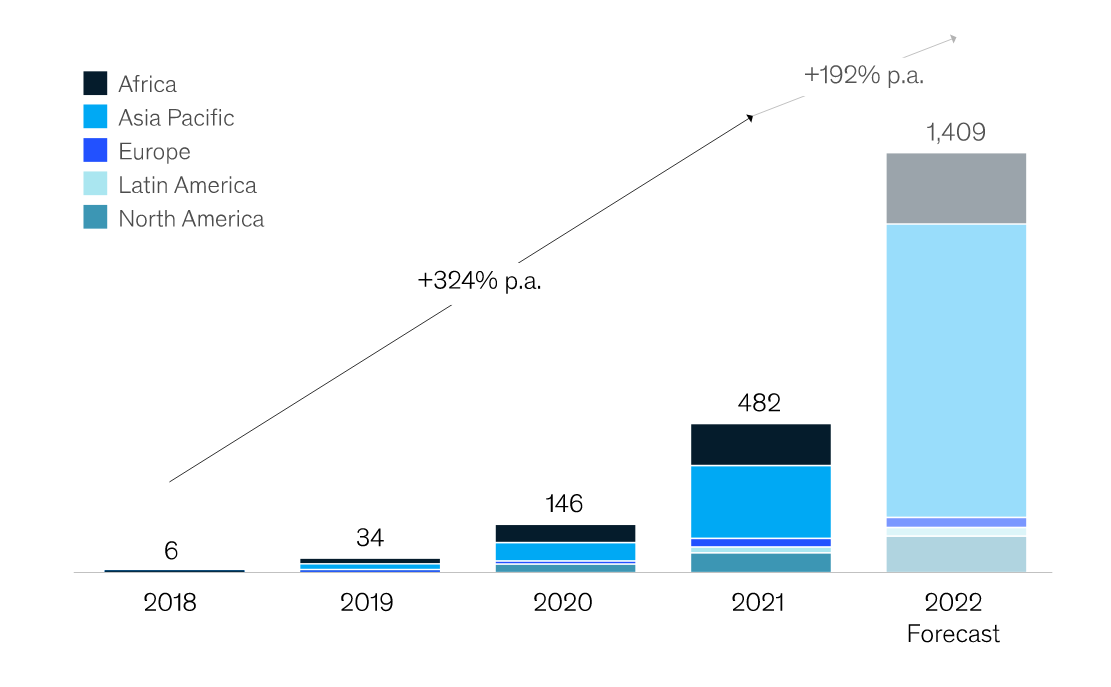 +192% p.a.
Africa
Asia Pacific
Europe
Latin America
North America
1,409
+324% p.a.
482
146
34
6
2018
2019
2020
2021
2022
Forecast